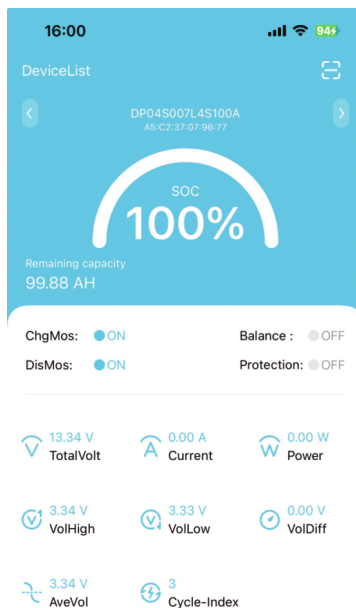 16:00 94
DeviceList
DP04S007L4S100A
A5:C2:37:07:96:77
SOC
100%
Remaining capacity
99.88 AH
ChgMos: ON Balance : OFF
DisMos: ON Protection: OFF
13.34 V 0.00 A 0.00 W
V TotalVolt A Current W Power
3.34 V 3.33 V 0.00 V
V VolHigh V VolLow VolDiff
3.34 V 3
AveVol Cycle-Index